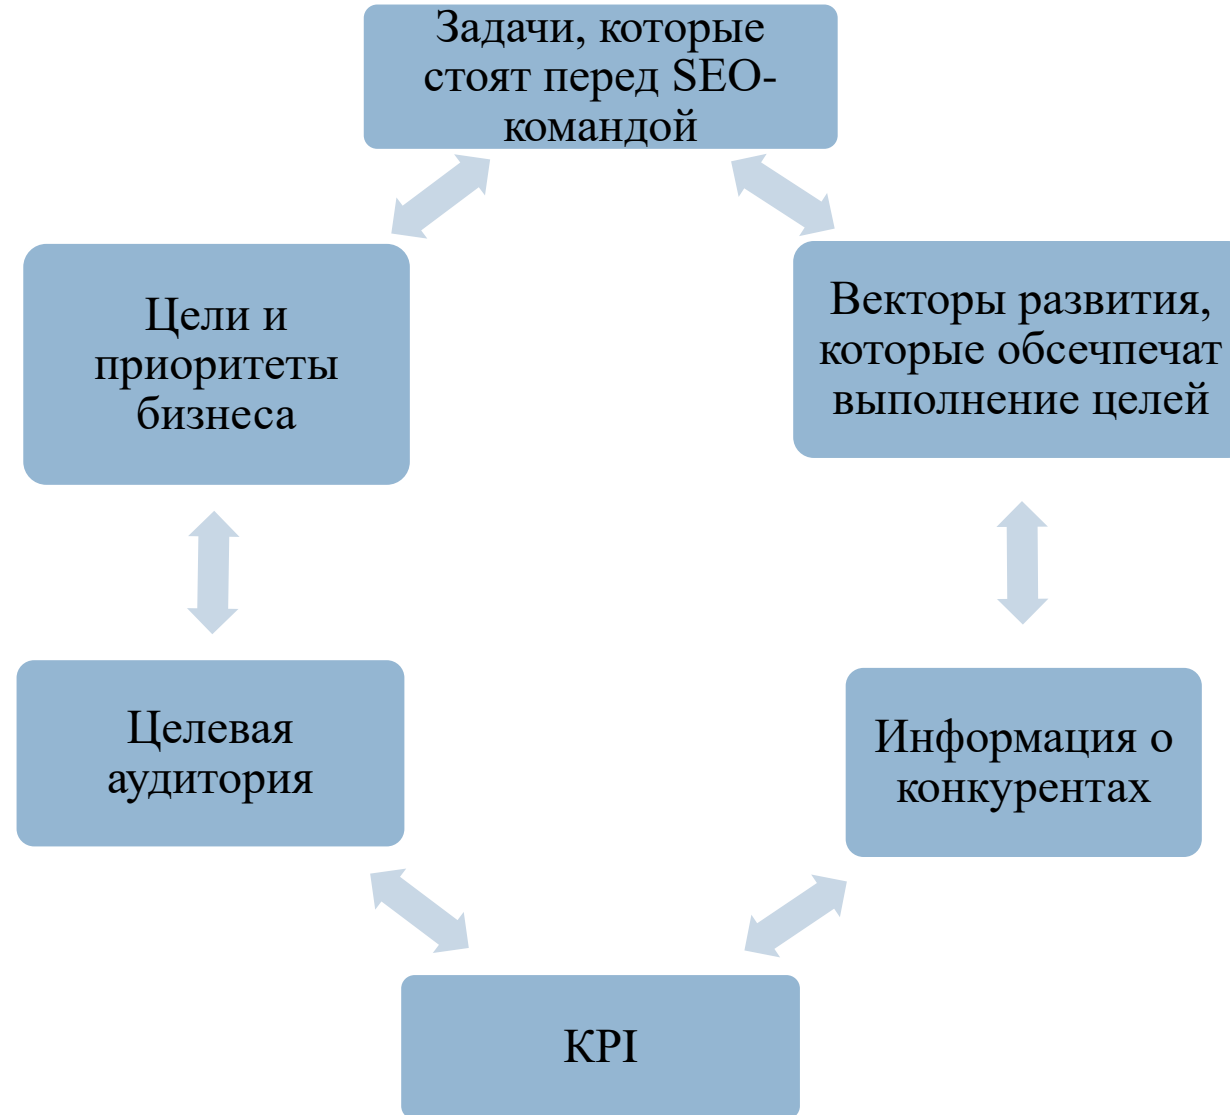 Задачи, которые
стоят перед SEO-
командой
Цели и
приоритеты
бизнеса
Векторы развития,
которые обсечпечат
выполнение целей
Целевая
аудитория
Информация о
конкурентах
KPI